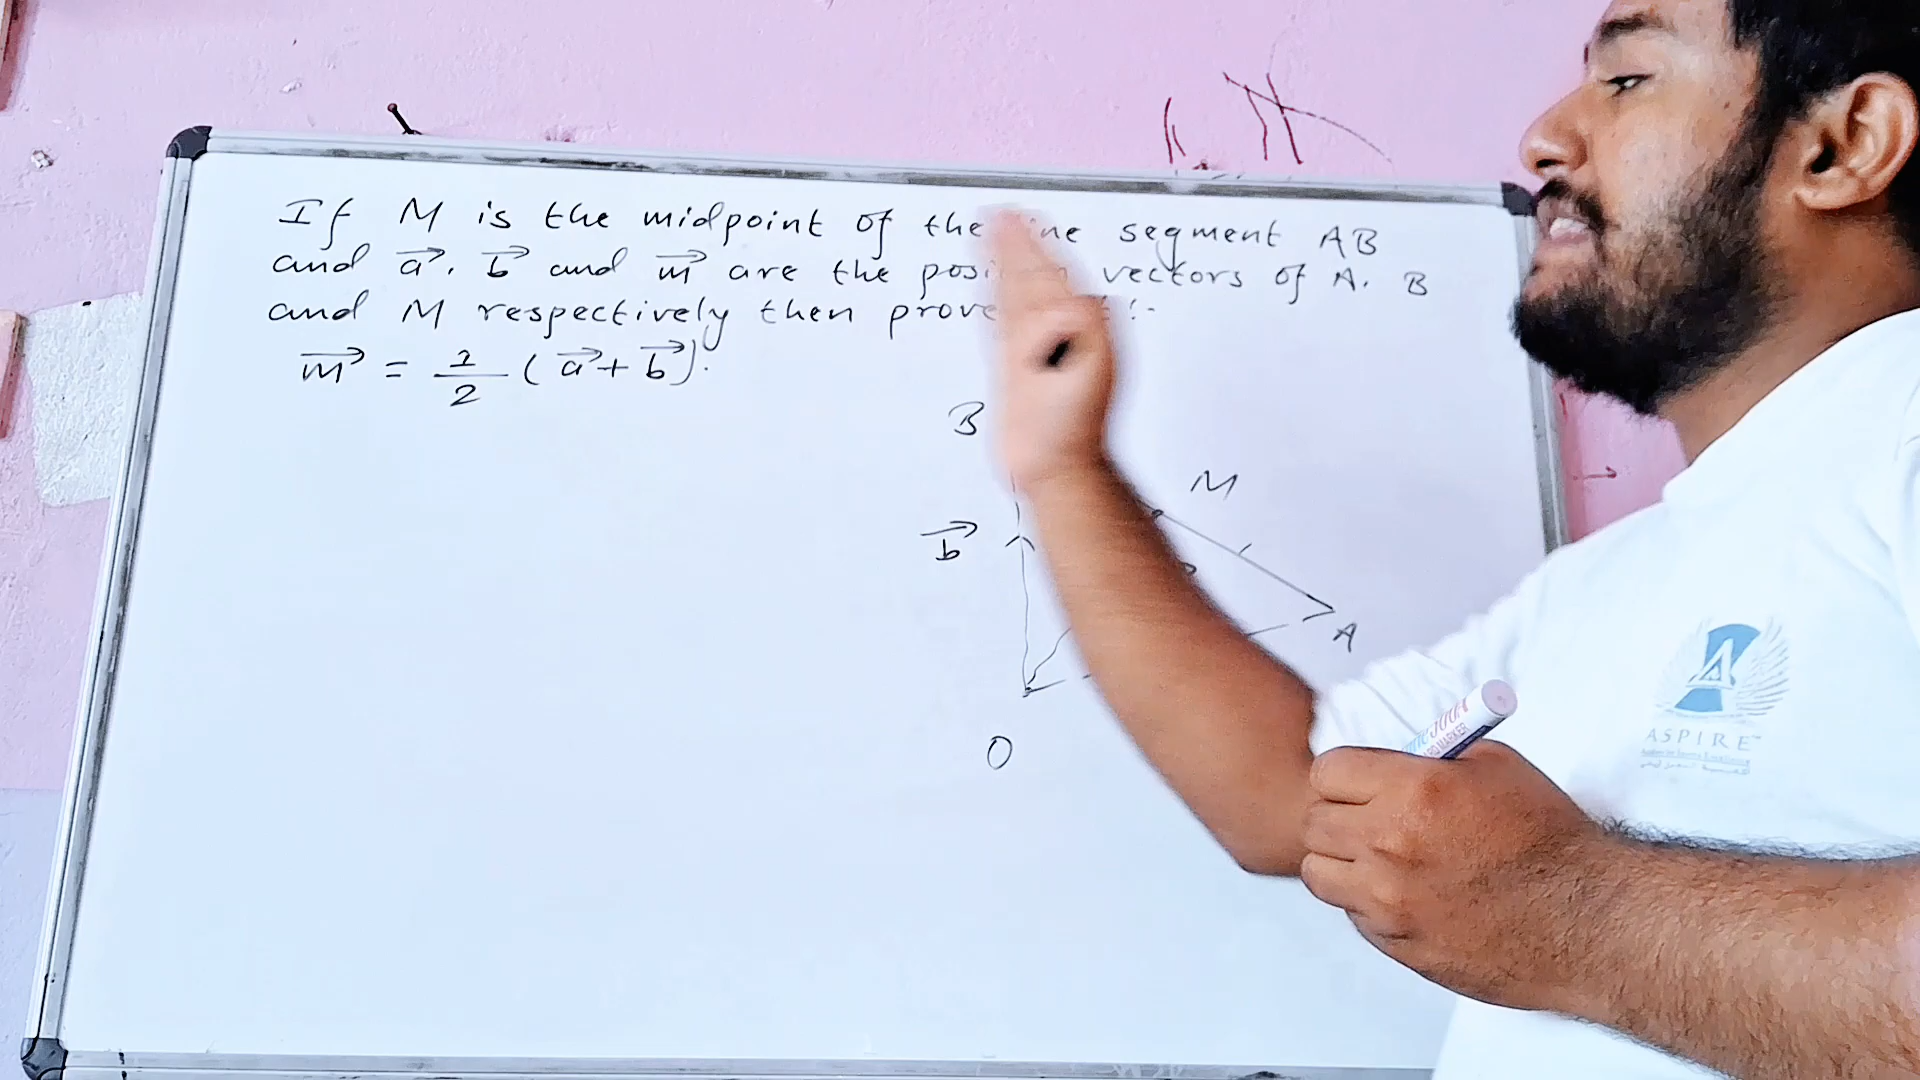 If M is the midpoint of the line segment AB
and a⃗, b⃗ and m⃗ are the position vectors of A, B
and M respectively then prove
m⃗ = 1/2 (a⃗ + b⃗).
B
M
b⃗
A
O
ASPIRE